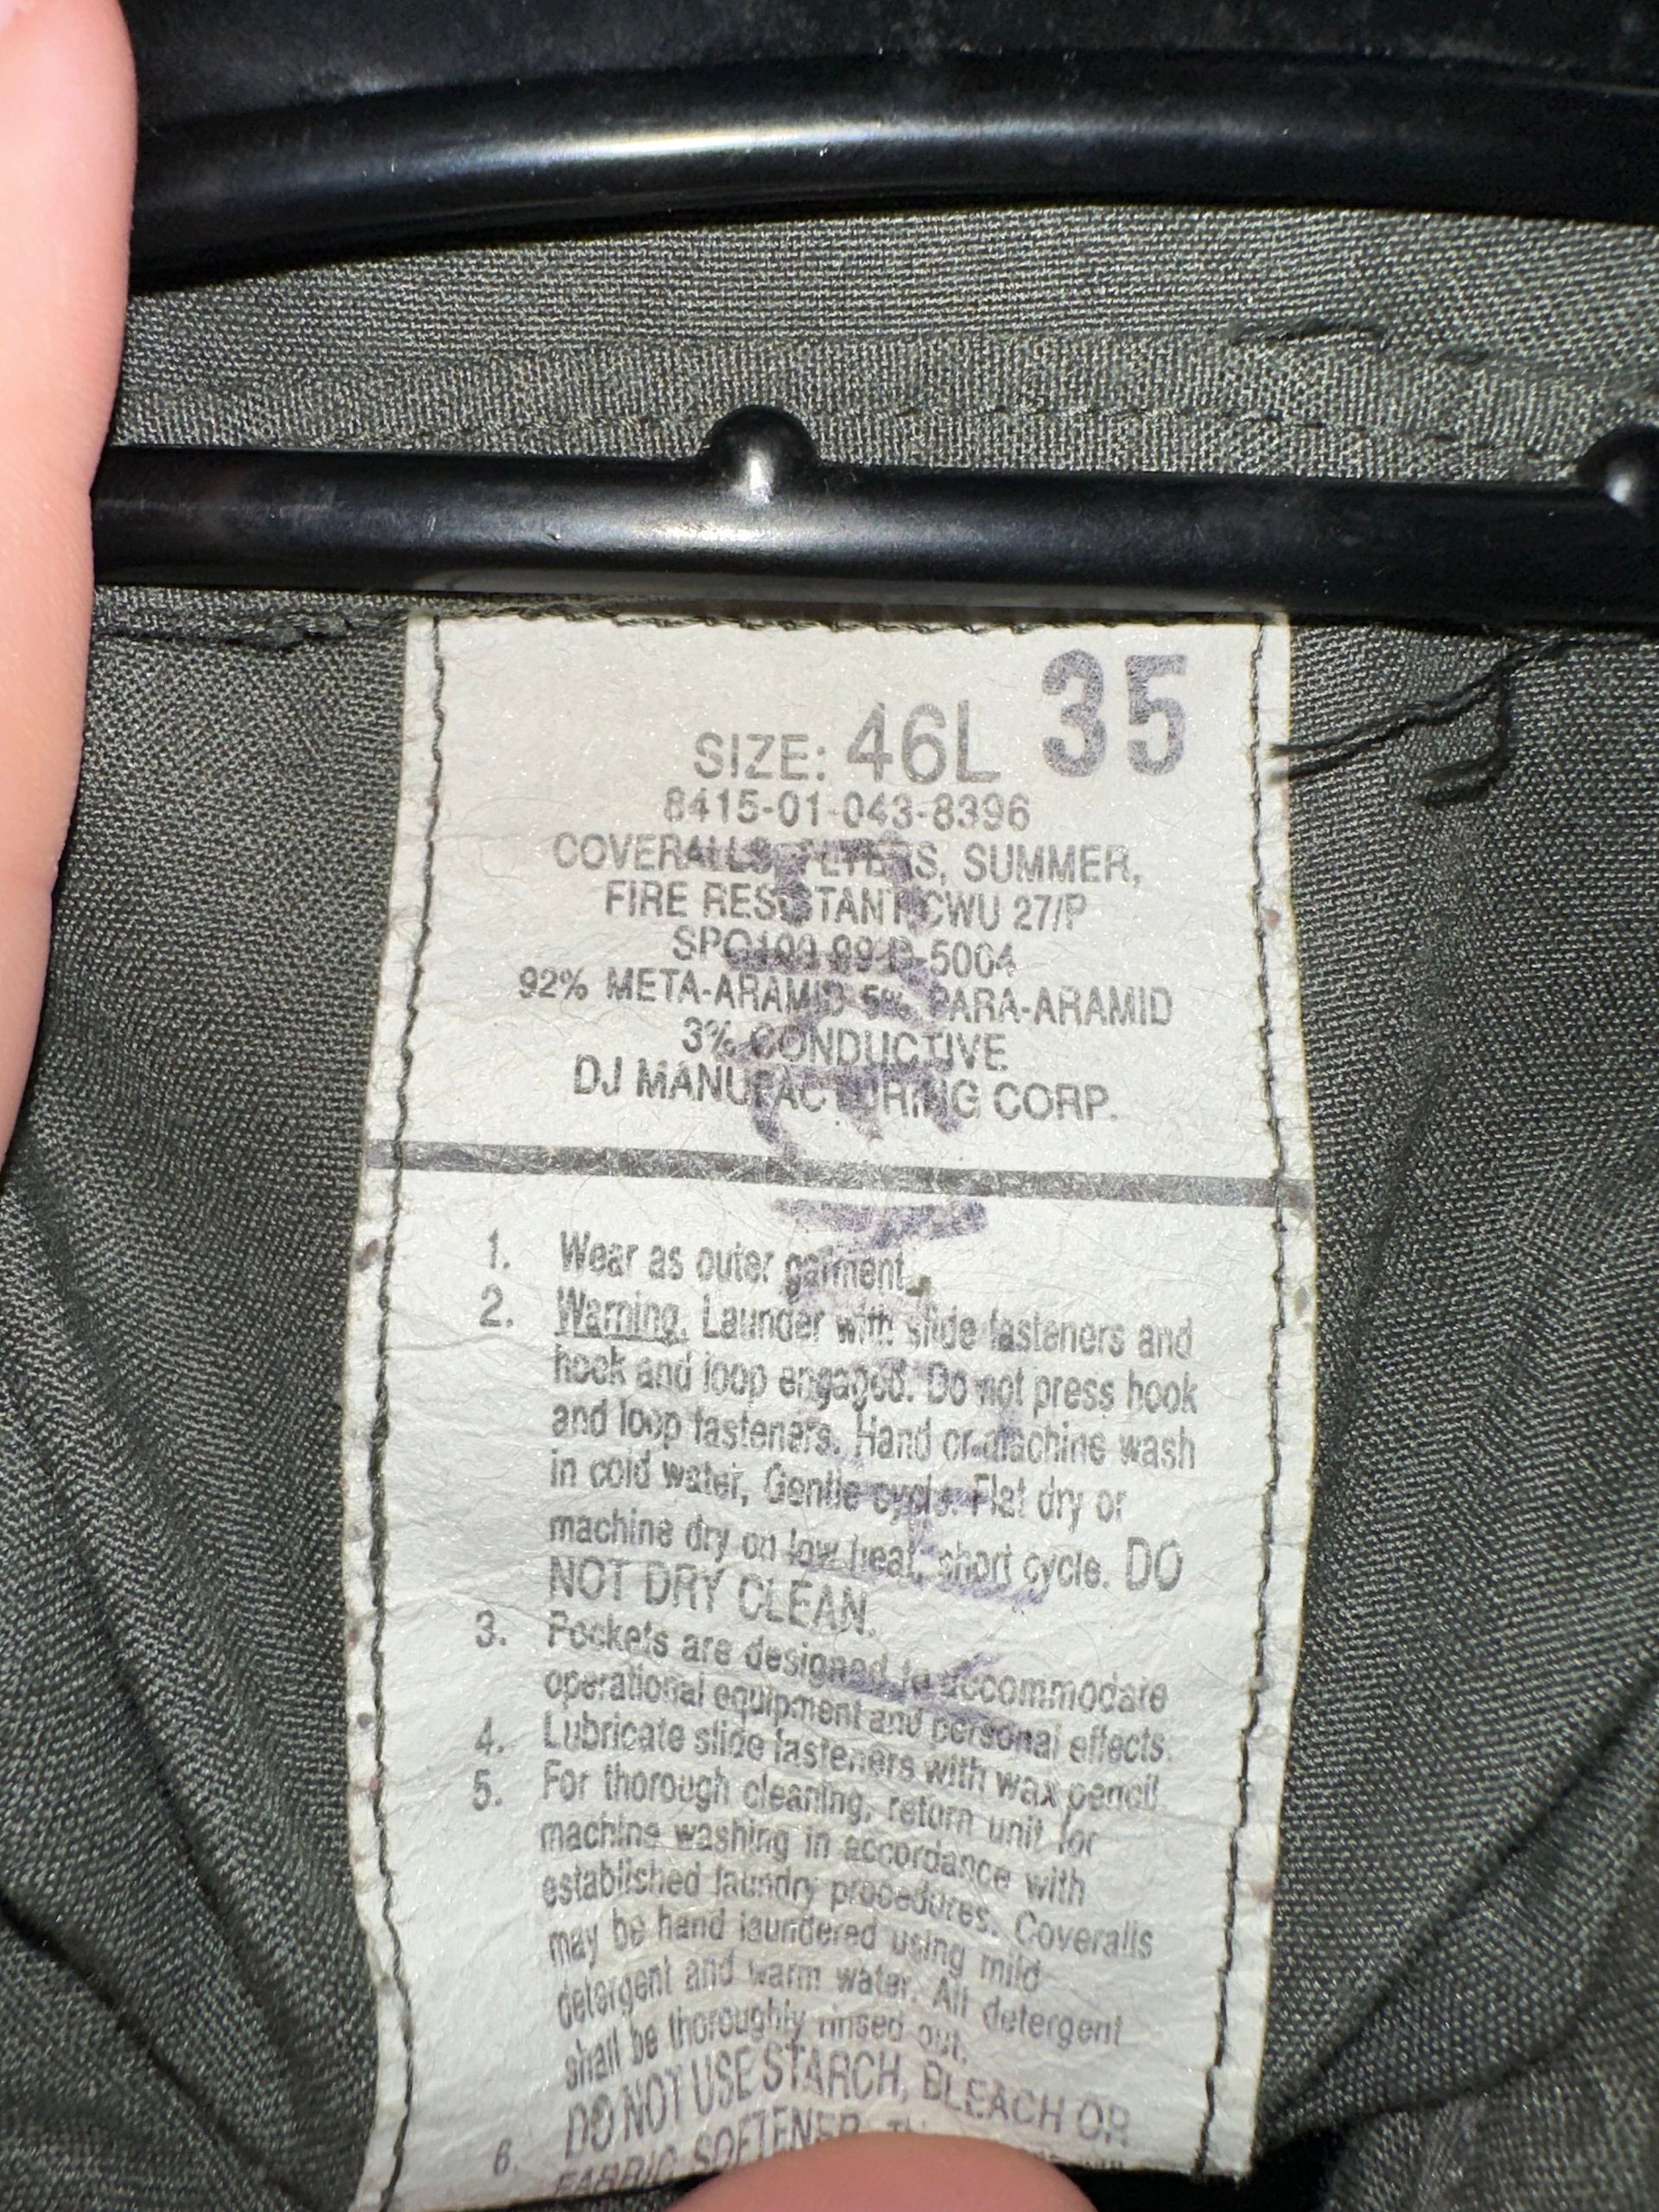 35
SIZE: 46L
8415-01-043-8396
COVERALLS, FLYERS, SUMMER,
FIRE RESISTANT CWU 27/P
SPO100-99-D-5004
92% META-ARAMID 5% PARA-ARAMID
3% CONDUCTIVE
DJ MANUFACTURING CORP.
1. Wear as outer garment.
2. Warning. Launder with slide fasteners and
hook and loop engaged. Do not press hook
and loop fasteners. Hand or machine wash
in cold water, Gentle cycle. Flat dry or
machine dry on low heat, short cycle. DO
NOT DRY CLEAN.
3. Pockets are designed to accommodate
operational equipment and personal effects.
4. Lubricate slide fasteners with wax pencil.
5. For thorough cleaning, return unit for
machine washing in accordance with
established laundry procedures. Coveralls
may be hand laundered using mild
detergent and warm water. All detergent
shall be thoroughly rinsed out.
DO NOT USE STARCH, BLEACH OR
6. FABRIC SOFTENER.